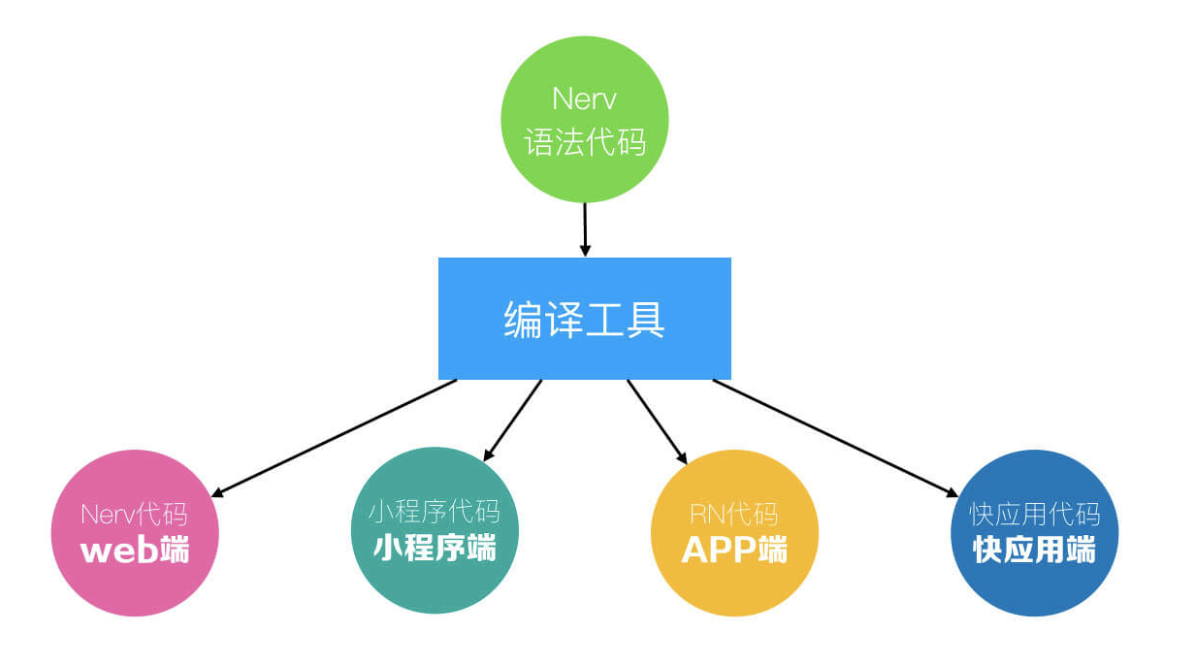 Nerv
语法代码
编译工具
Nerv代码
web端
小程序代码
小程序端
RN代码
APP端
快应用代码
快应用端